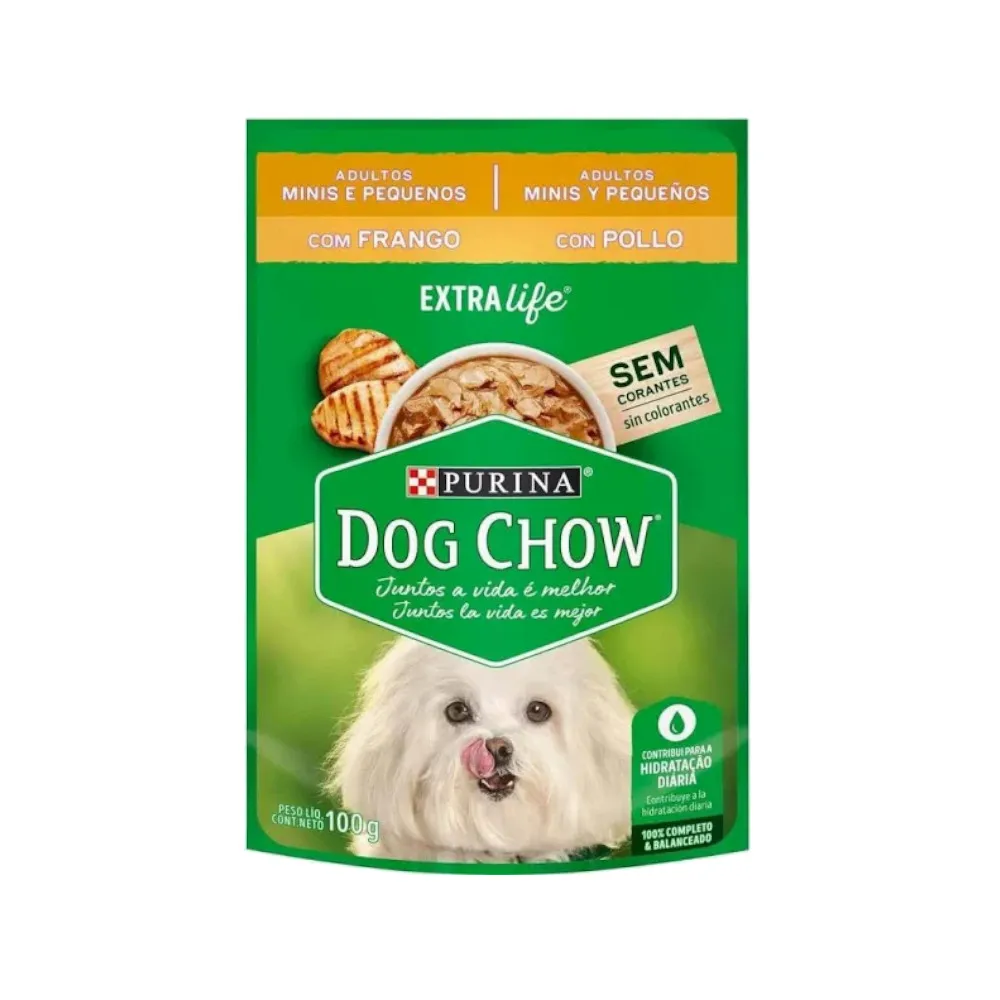 ADULTOS
MINIS E PEQUENOS
ADULTOS
MINIS Y PEQUEÑOS
COM FRANGO
CON POLLO
EXTRA life®
SEM
CORANTES
sin colorantes
PURINA®
DOG CHOW®
Juntos a vida é melhor
Juntos la vida es mejor
CONTRIBUI PARA A
HIDRATAÇÃO
DIÁRIA
Contribuye a la
hidratación diaria
100% COMPLETO
& BALANCEADO
PESO LÍQ.
CONT.NETO 100 g